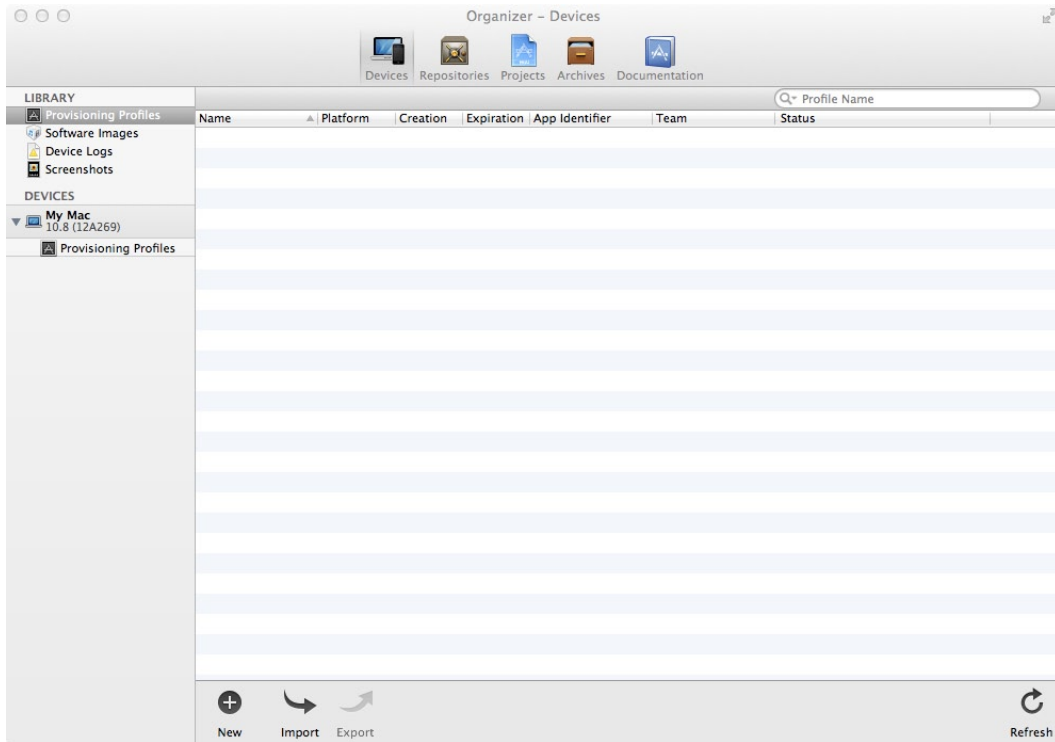 Organizer – Devices
Devices Repositories Projects Archives Documentation
LIBRARY
Provisioning Profiles
Software Images
Device Logs
Screenshots
DEVICES
My Mac
10.8 (12A269)
Provisioning Profiles
Profile Name
Name Platform Creation Expiration App Identifier Team Status
New Import Export Refresh